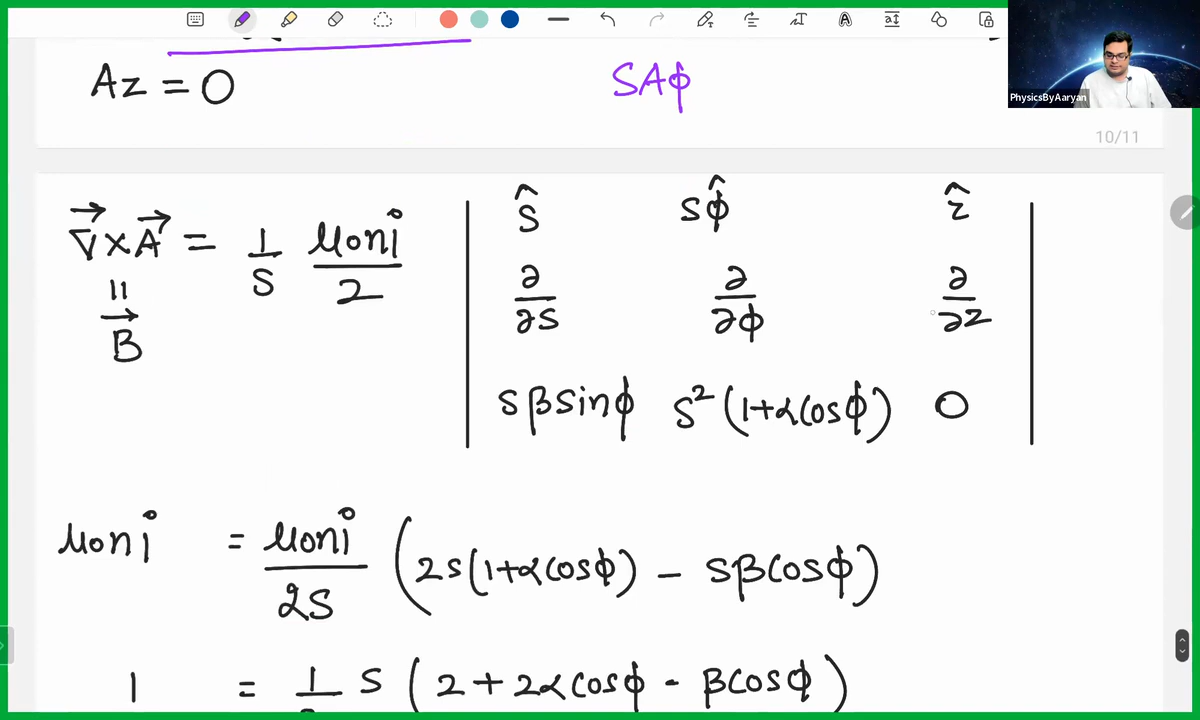 Az = 0
SAϕ
PhysicsByAaryan
10/11
ŝ sϕ̂ ẑ
∇⃗ × A⃗ = 1/s μ₀ni/2 ∂/∂s ∂/∂ϕ ∂/∂z
||
B⃗
sβsinϕ s²(1+αcosϕ) 0
μ₀ni = μ₀ni/2s (2s(1+αcosϕ) − sβcosϕ)
1 = s (2 + 2αcosϕ - βcosϕ)